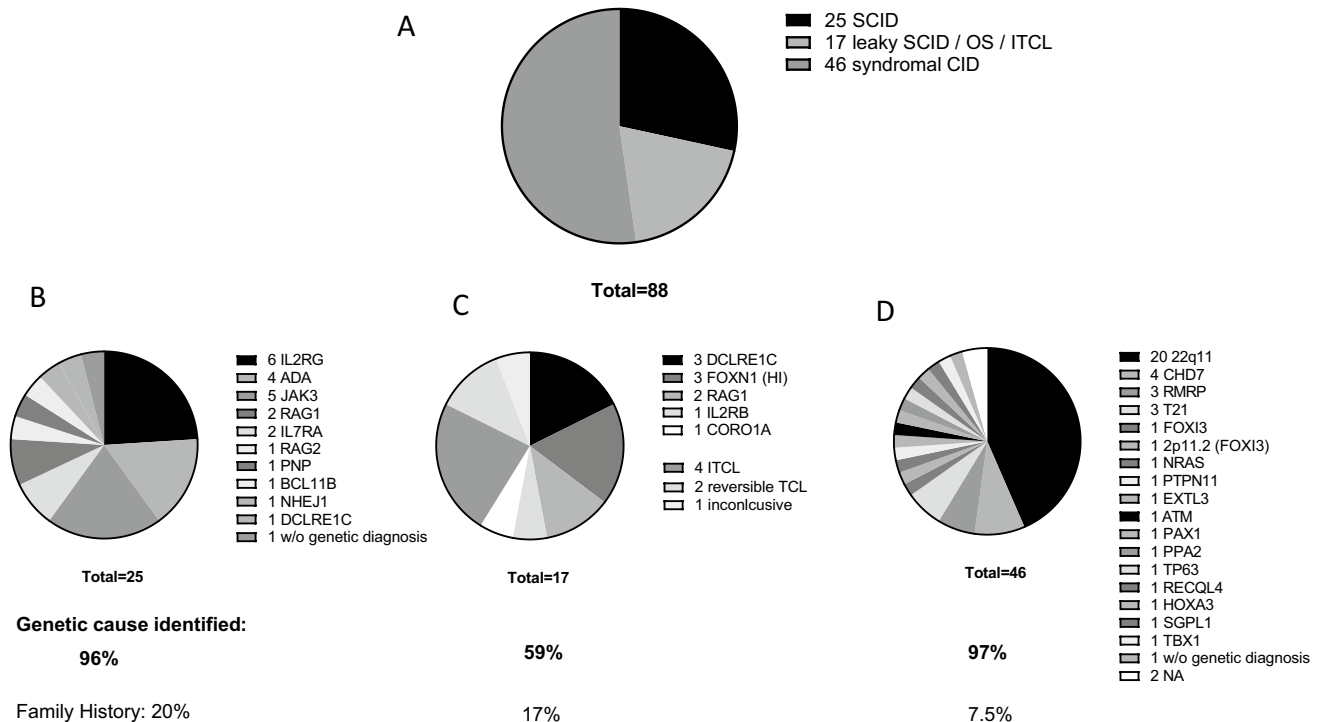 A
25 SCID
17 leaky SCID / OS / ITCL
46 syndromal CID
Total=88
B
6 IL2RG
4 ADA
5 JAK3
2 RAG1
2 IL7RA
1 RAG2
1 PNP
1 BCL11B
1 NHEJ1
1 DCLRE1C
1 w/o genetic diagnosis
Total=25
C
3 DCLRE1C
3 FOXN1 (HI)
2 RAG1
1 IL2RB
1 CORO1A
4 ITCL
2 reversible TCL
1 inconlcusive
Total=17
D
20 22q11
4 CHD7
3 RMRP
3 T21
1 FOXI3
1 2p11.2 (FOXI3)
1 NRAS
1 PTPN11
1 EXTL3
1 ATM
1 PAX1
1 PPA2
1 TP63
1 RECQL4
1 HOXA3
1 SGPL1
1 TBX1
1 w/o genetic diagnosis
2 NA
Total=46
Genetic cause identified:
96%
59%
97%
Family History: 20%
17%
7.5%